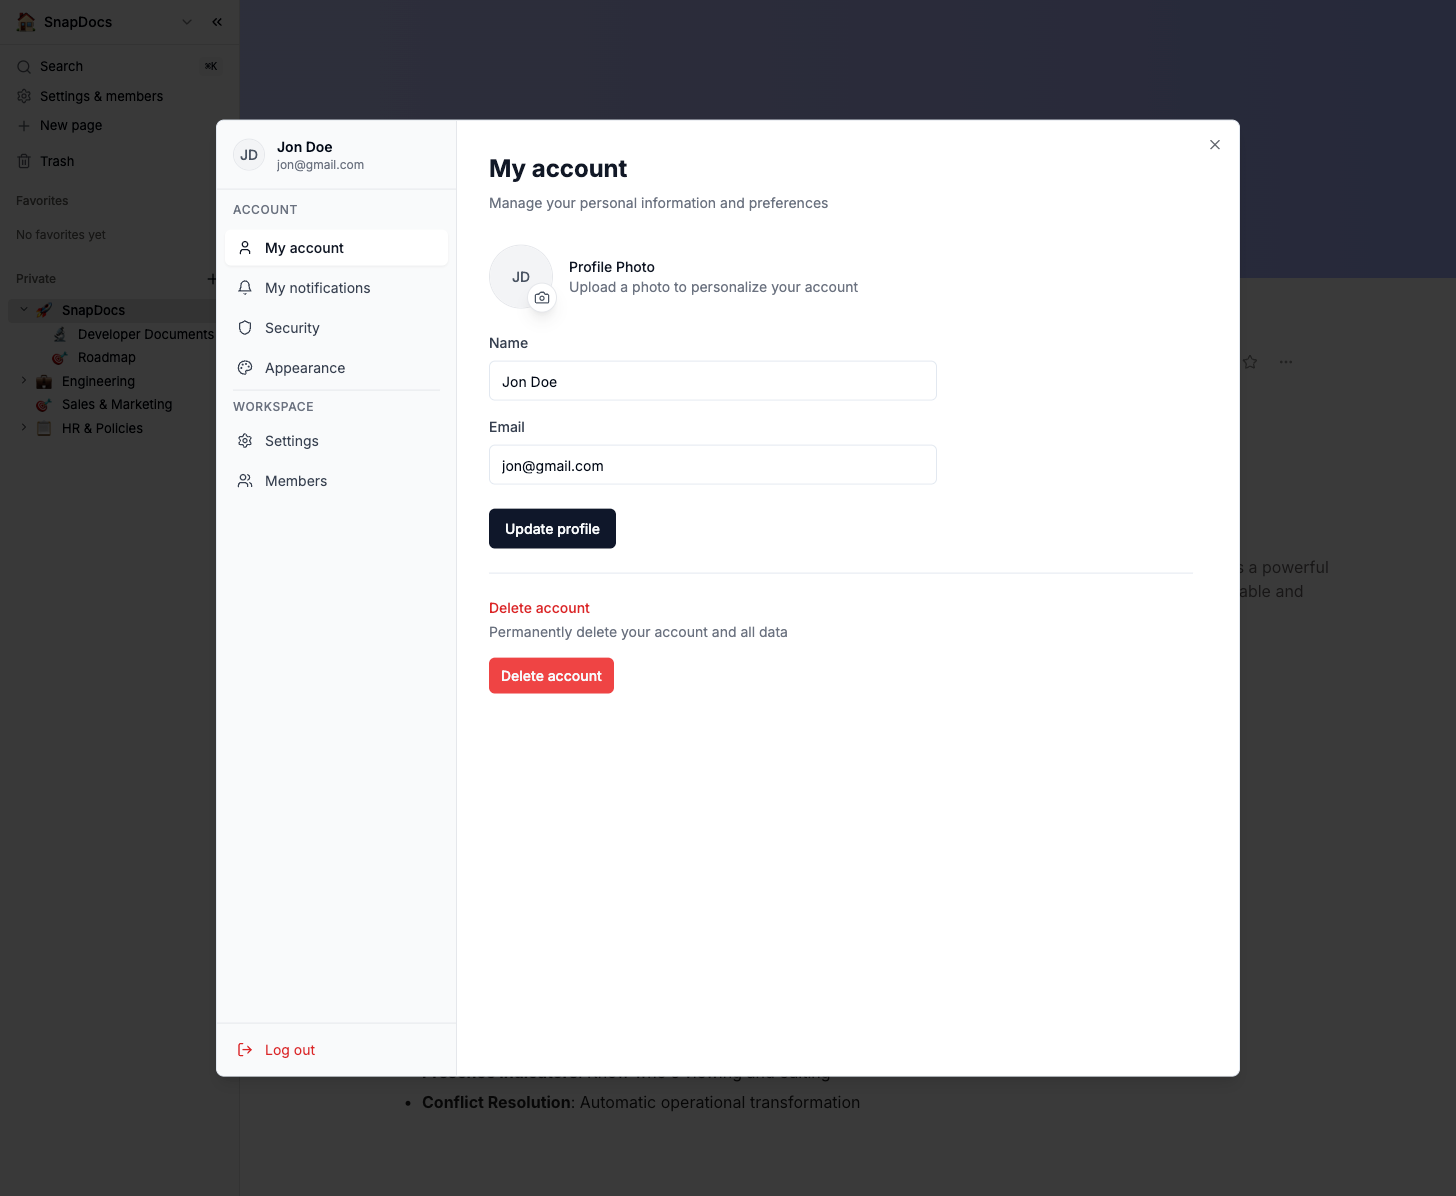 SnapDocs
Search
⌘K
Settings & members
New page
Trash
Favorites
No favorites yet
Private
SnapDocs
Developer Documents
Roadmap
Engineering
Sales & Marketing
HR & Policies
JD
Jon Doe
jon@gmail.com
ACCOUNT
My account
My notifications
Security
Appearance
WORKSPACE
Settings
Members
Log out
My account
Manage your personal information and preferences
JD
Profile Photo
Upload a photo to personalize your account
Name
Jon Doe
Email
jon@gmail.com
Update profile
Delete account
Permanently delete your account and all data
Delete account
a powerful
able and
• Conflict Resolution: Automatic operational transformation